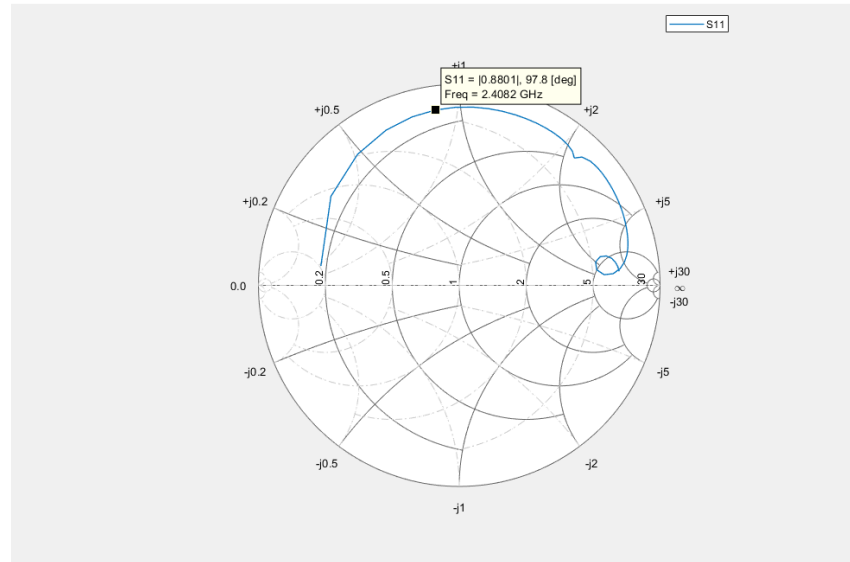 S11
+j1
S11 = |0.8801|, 97.8 [deg]
Freq = 2.4082 GHz
+j0.5
+j2
+j0.2
+j5
0.0
0.2
0.5
1
2
5
30
+j30
∞
-j30
-j0.2
-j5
-j0.5
-j2
-j1